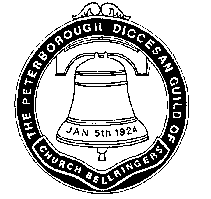 THE PETERBOROUGH DIOCESAN GUILD OF
CHURCH BELLRINGERS
JAN 5th 1924